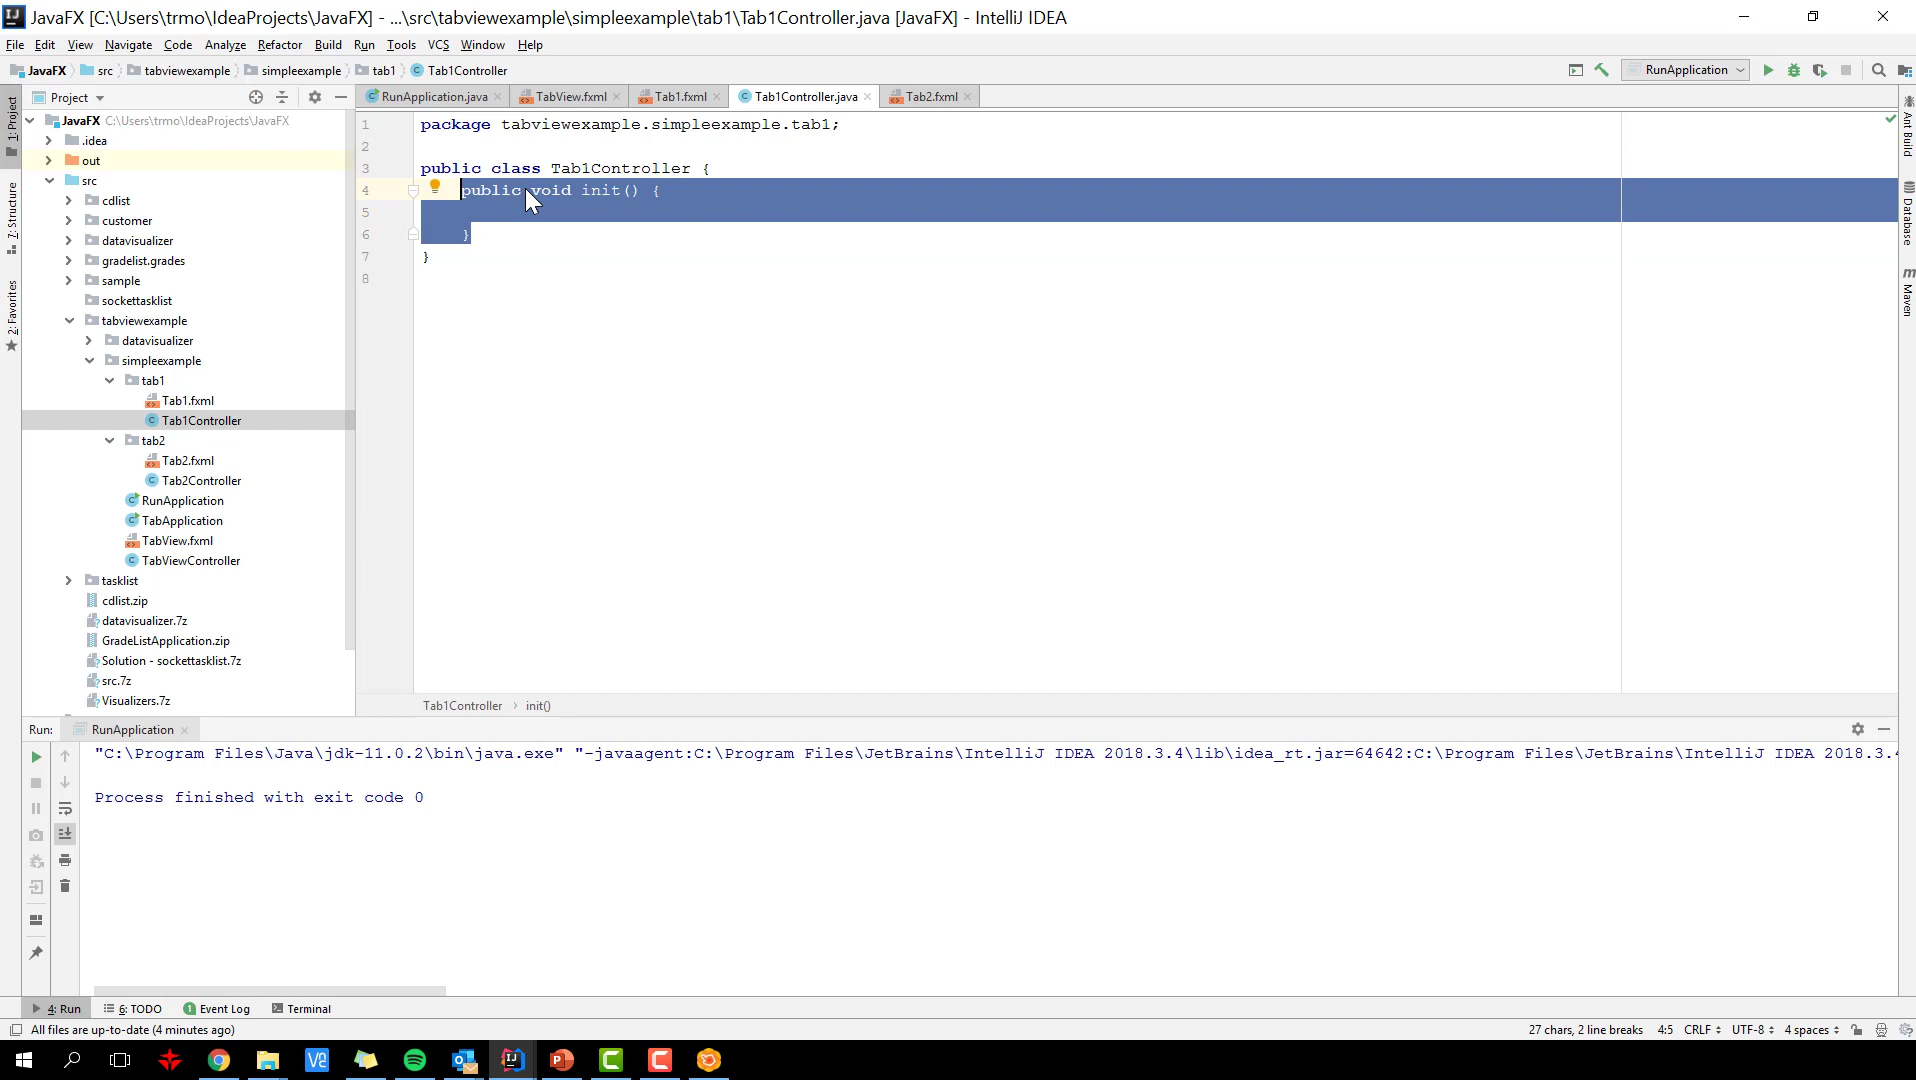 JavaFX [C:\Users\trmo\IdeaProjects\JavaFX] - ...\src\tabviewexample\simpleexample\tab1\Tab1Controller.java [JavaFX] - IntelliJ IDEA
File Edit View Navigate Code Analyze Refactor Build Run Tools VCS Window Help
JavaFX src tabviewexample simpleexample tab1 Tab1Controller RunApplication
Project RunApplication.java TabView.fxml Tab1.fxml Tab1Controller.java Tab2.fxml
1: Project
7: Structure
2: Favorites
JavaFX C:\Users\trmo\IdeaProjects\JavaFX
.idea
out
src
cdlist
customer
datavisualizer
gradelist.grades
sample
sockettasklist
tabviewexample
datavisualizer
simpleexample
tab1
Tab1.fxml
Tab1Controller
tab2
Tab2.fxml
Tab2Controller
RunApplication
TabApplication
TabView.fxml
TabViewController
tasklist
cdlist.zip
datavisualizer.7z
GradeListApplication.zip
Solution - sockettasklist.7z
src.7z
Visualizers.7z
1 package tabviewexample.simpleexample.tab1;
2
3 public class Tab1Controller {
4 public void init() {
5
6 }
7 }
8
Tab1Controller › init()
Ant Build
Database
Maven
Run: RunApplication
"C:\Program Files\Java\jdk-11.0.2\bin\java.exe" "-javaagent:C:\Program Files\JetBrains\IntelliJ IDEA 2018.3.4\lib\idea_rt.jar=64642:C:\Program Files\JetBrains\IntelliJ IDEA 2018.3.4
Process finished with exit code 0
4: Run 6: TODO 1 Event Log Terminal
All files are up-to-date (4 minutes ago) 27 chars, 2 line breaks 4:5 CRLF UTF-8 4 spaces